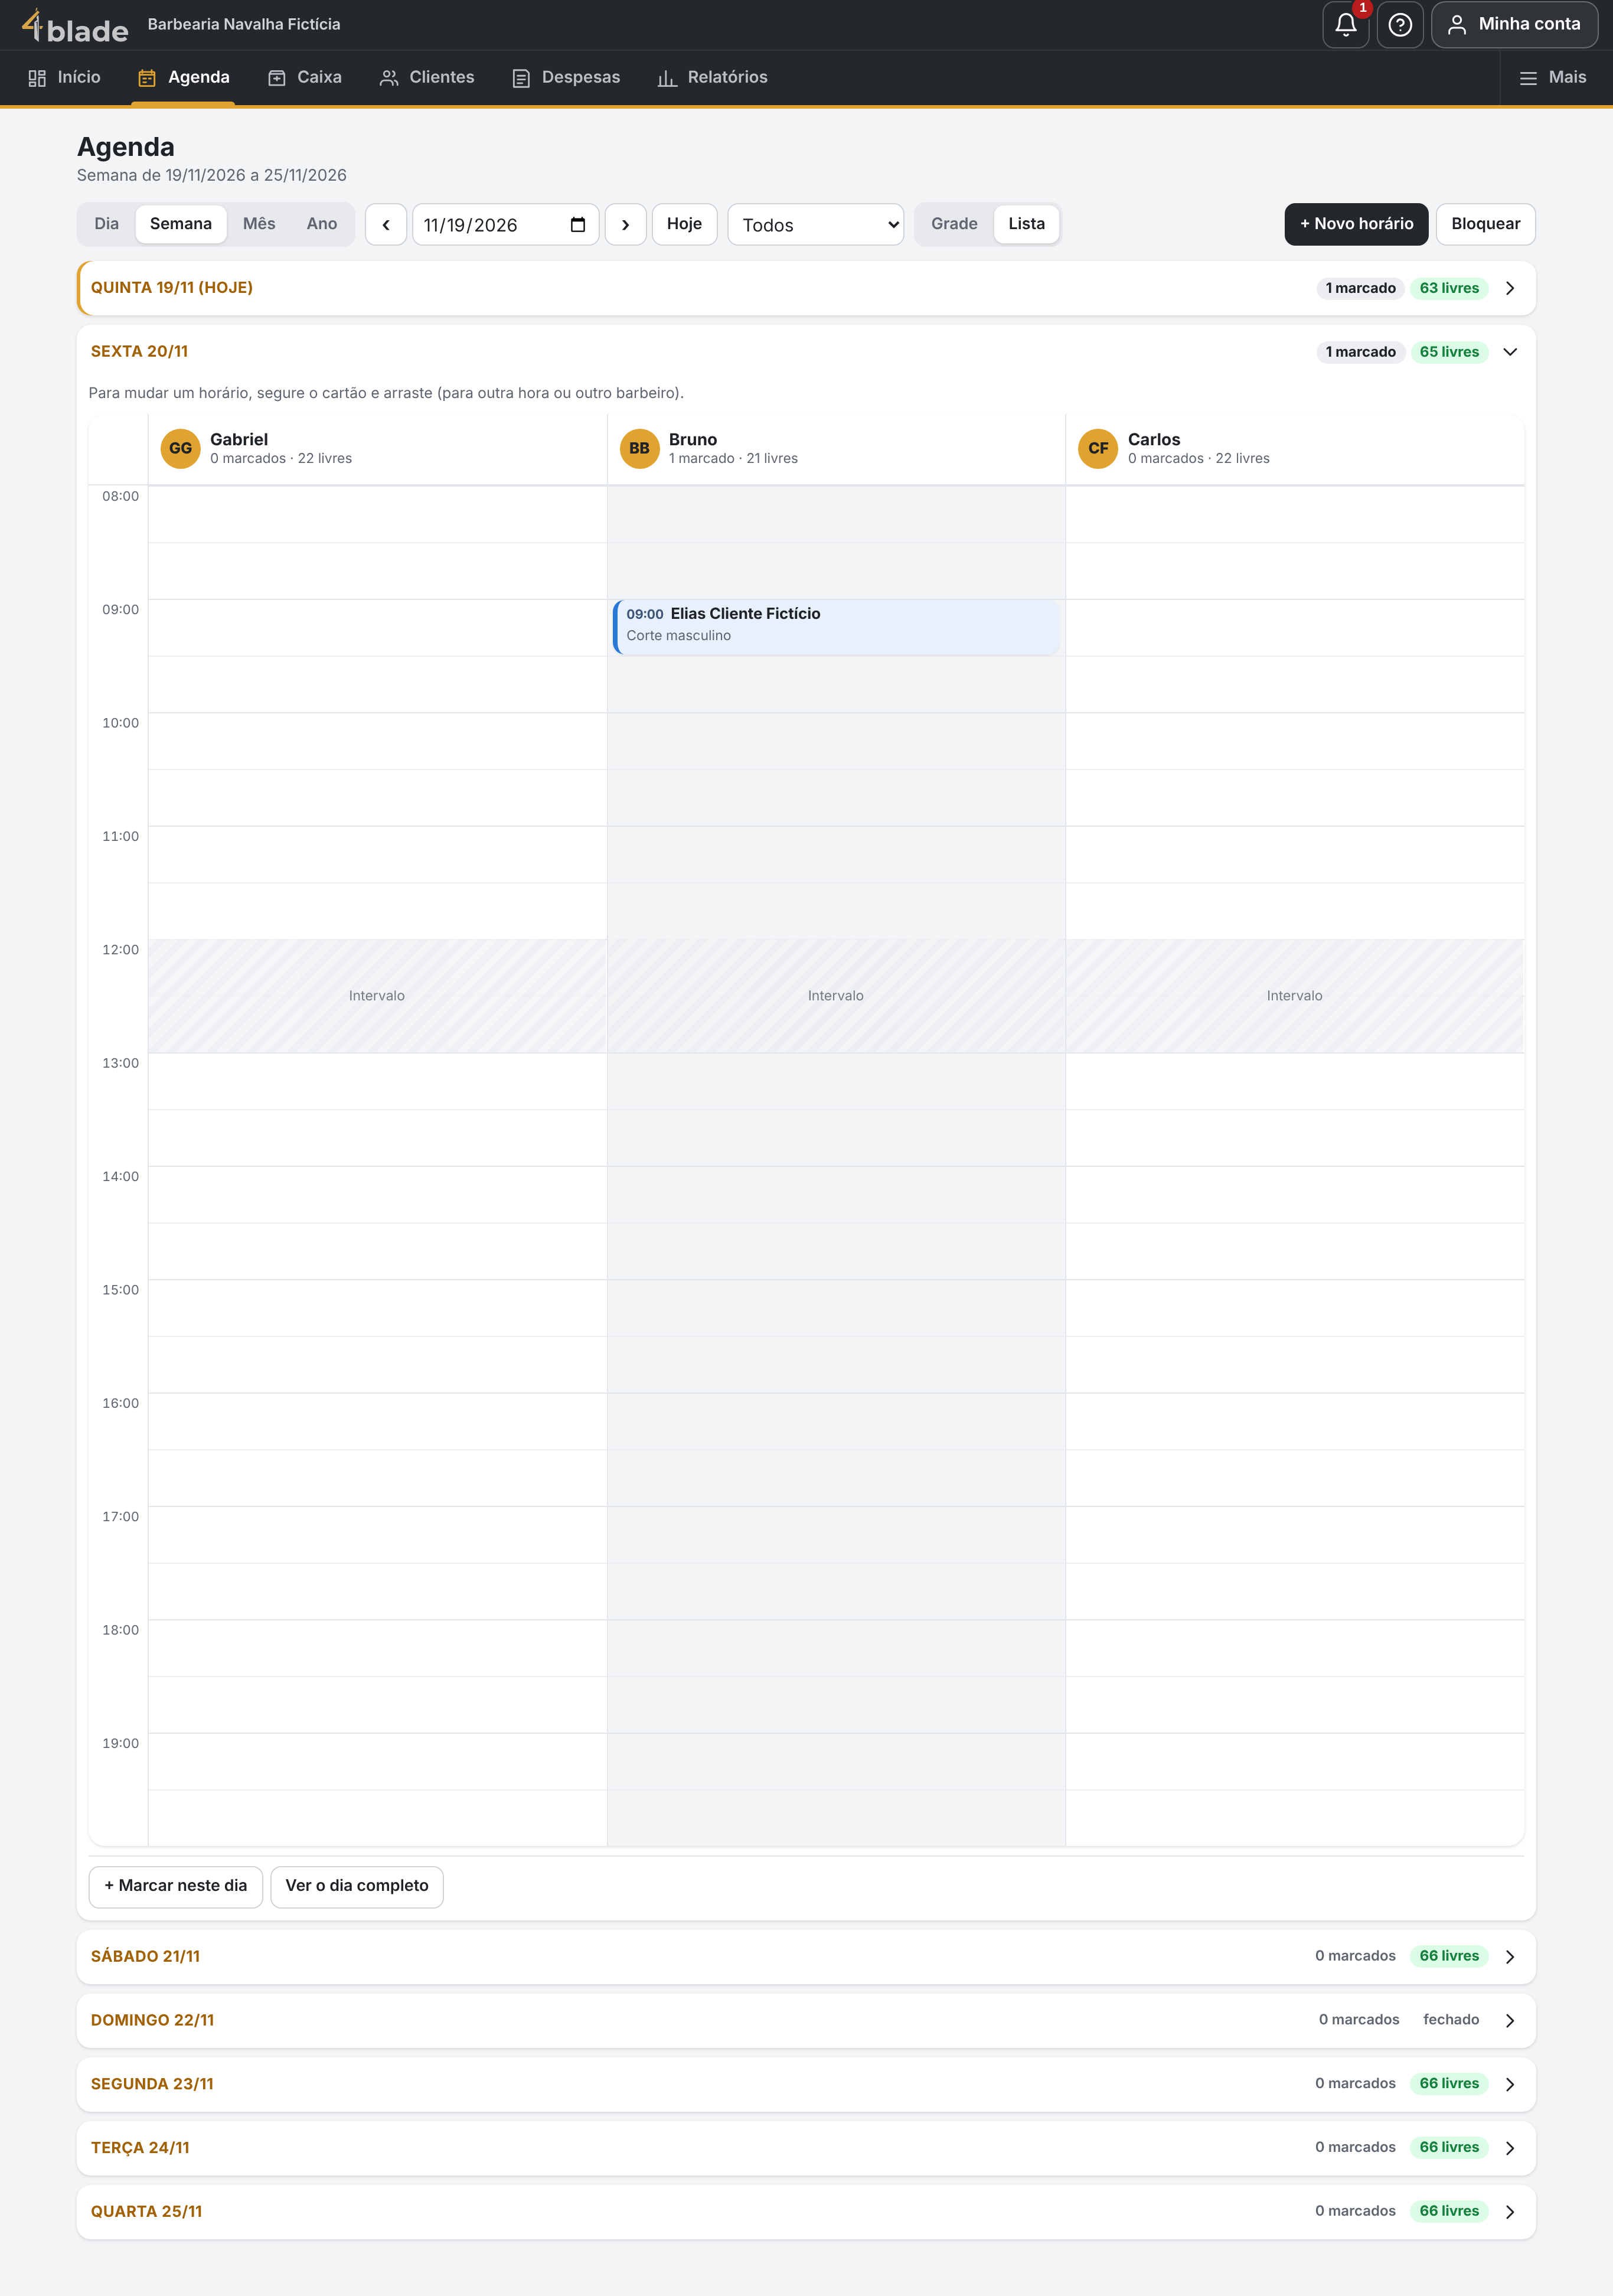 4blade Barbearia Navalha Fictícia 1 Minha conta
Início Agenda Caixa Clientes Despesas Relatórios Mais
Agenda
Semana de 19/11/2026 a 25/11/2026
Dia Semana Mês Ano ‹ 11/19/2026 › Hoje Todos Grade Lista + Novo horário Bloquear
QUINTA 19/11 (HOJE) 1 marcado 63 livres
SEXTA 20/11 1 marcado 65 livres
Para mudar um horário, segure o cartão e arraste (para outra hora ou outro barbeiro).
GG Gabriel BB Bruno CF Carlos
0 marcados · 22 livres 1 marcado · 21 livres 0 marcados · 22 livres
08:00
09:00 09:00 Elias Cliente Fictício
Corte masculino
10:00
11:00
12:00
Intervalo Intervalo Intervalo
13:00
14:00
15:00
16:00
17:00
18:00
19:00
+ Marcar neste dia Ver o dia completo
SÁBADO 21/11 0 marcados 66 livres
DOMINGO 22/11 0 marcados fechado
SEGUNDA 23/11 0 marcados 66 livres
TERÇA 24/11 0 marcados 66 livres
QUARTA 25/11 0 marcados 66 livres